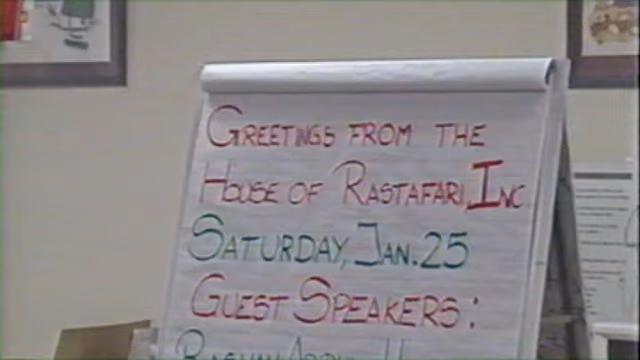 GREETINGS FROM THE
HOUSE OF RASTAFARI, INC
SATURDAY, JAN. 25
GUEST SPEAKERS: